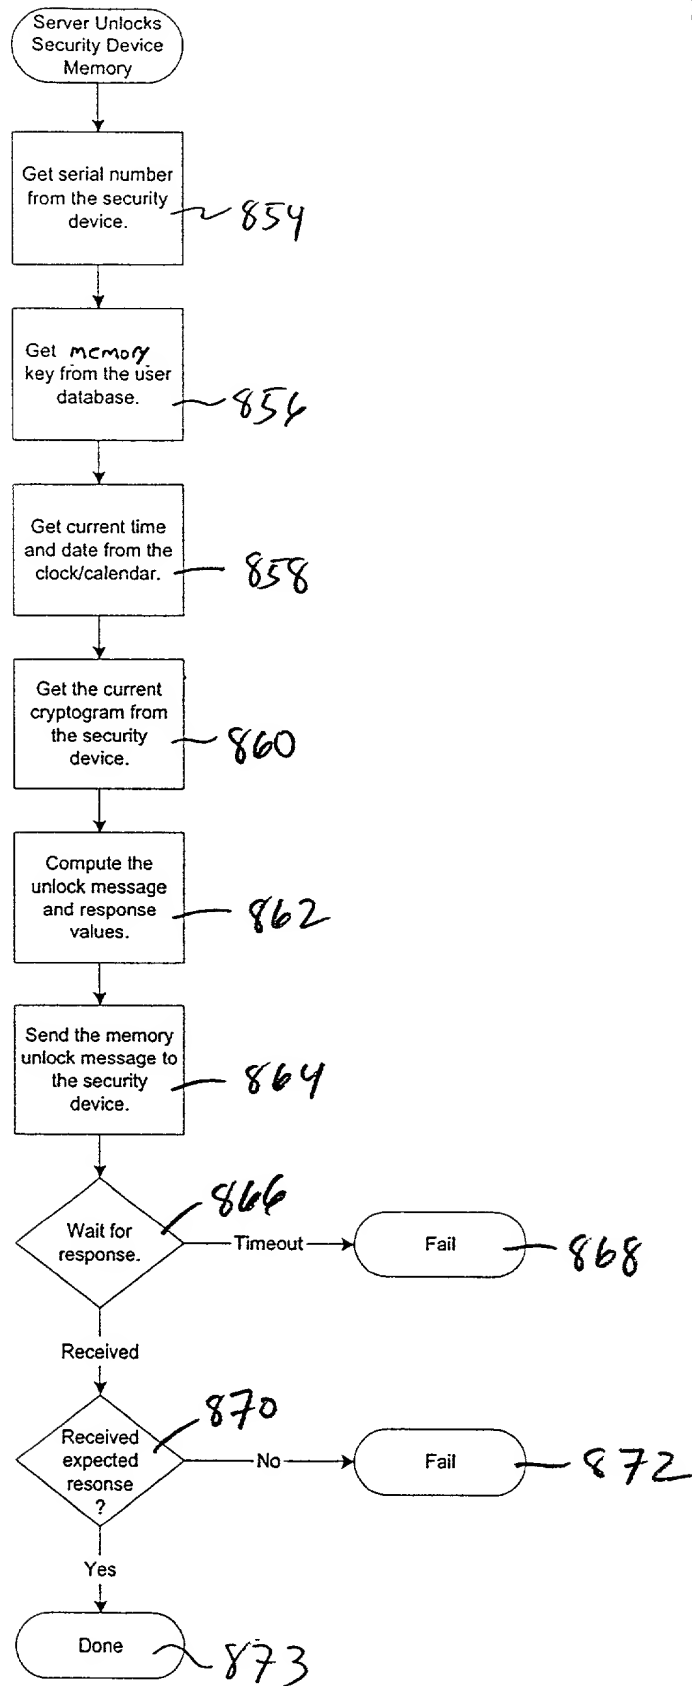 Server Unlocks
Security Device
Memory
Get serial number
from the security
device.
854
Get memory
key from the user
database.
856
Get current time
and date from the
clock/calendar.
858
Get the current
cryptogram from
the security
device.
860
Compute the
unlock message
and response
values.
862
Send the memory
unlock message to
the security
device.
864
866
Wait for
response.
Timeout
Fail
868
Received
870
Received
expected
resonse
?
No
Fail
872
Yes
Done
873